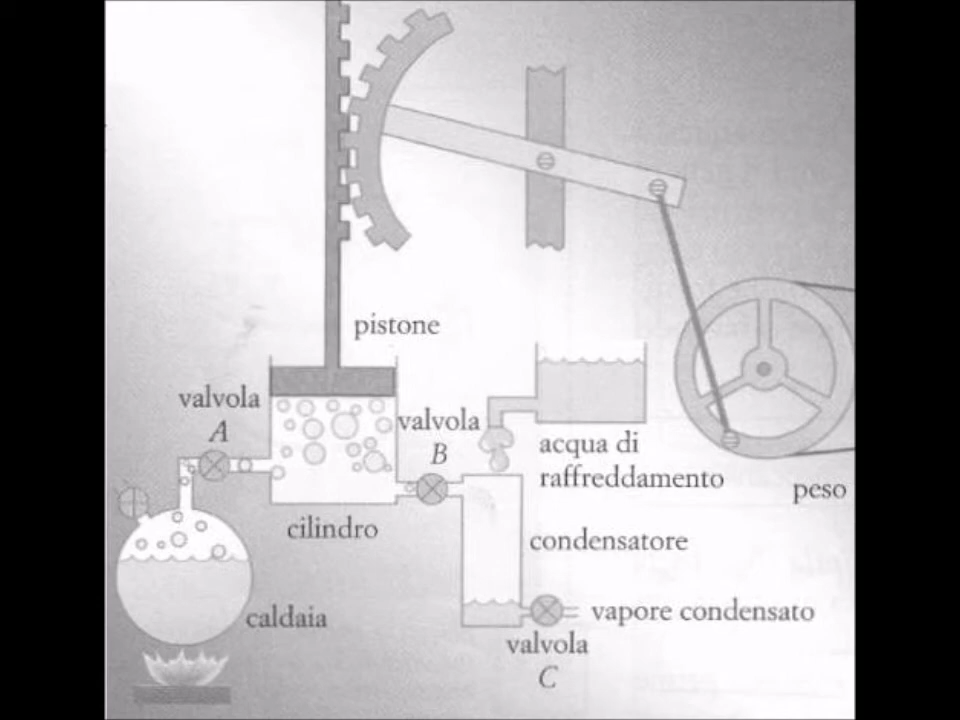 pistone
valvola
A
valvola
B
acqua di
raffreddamento
peso
cilindro
condensatore
caldaia
vapore condensato
valvola
C